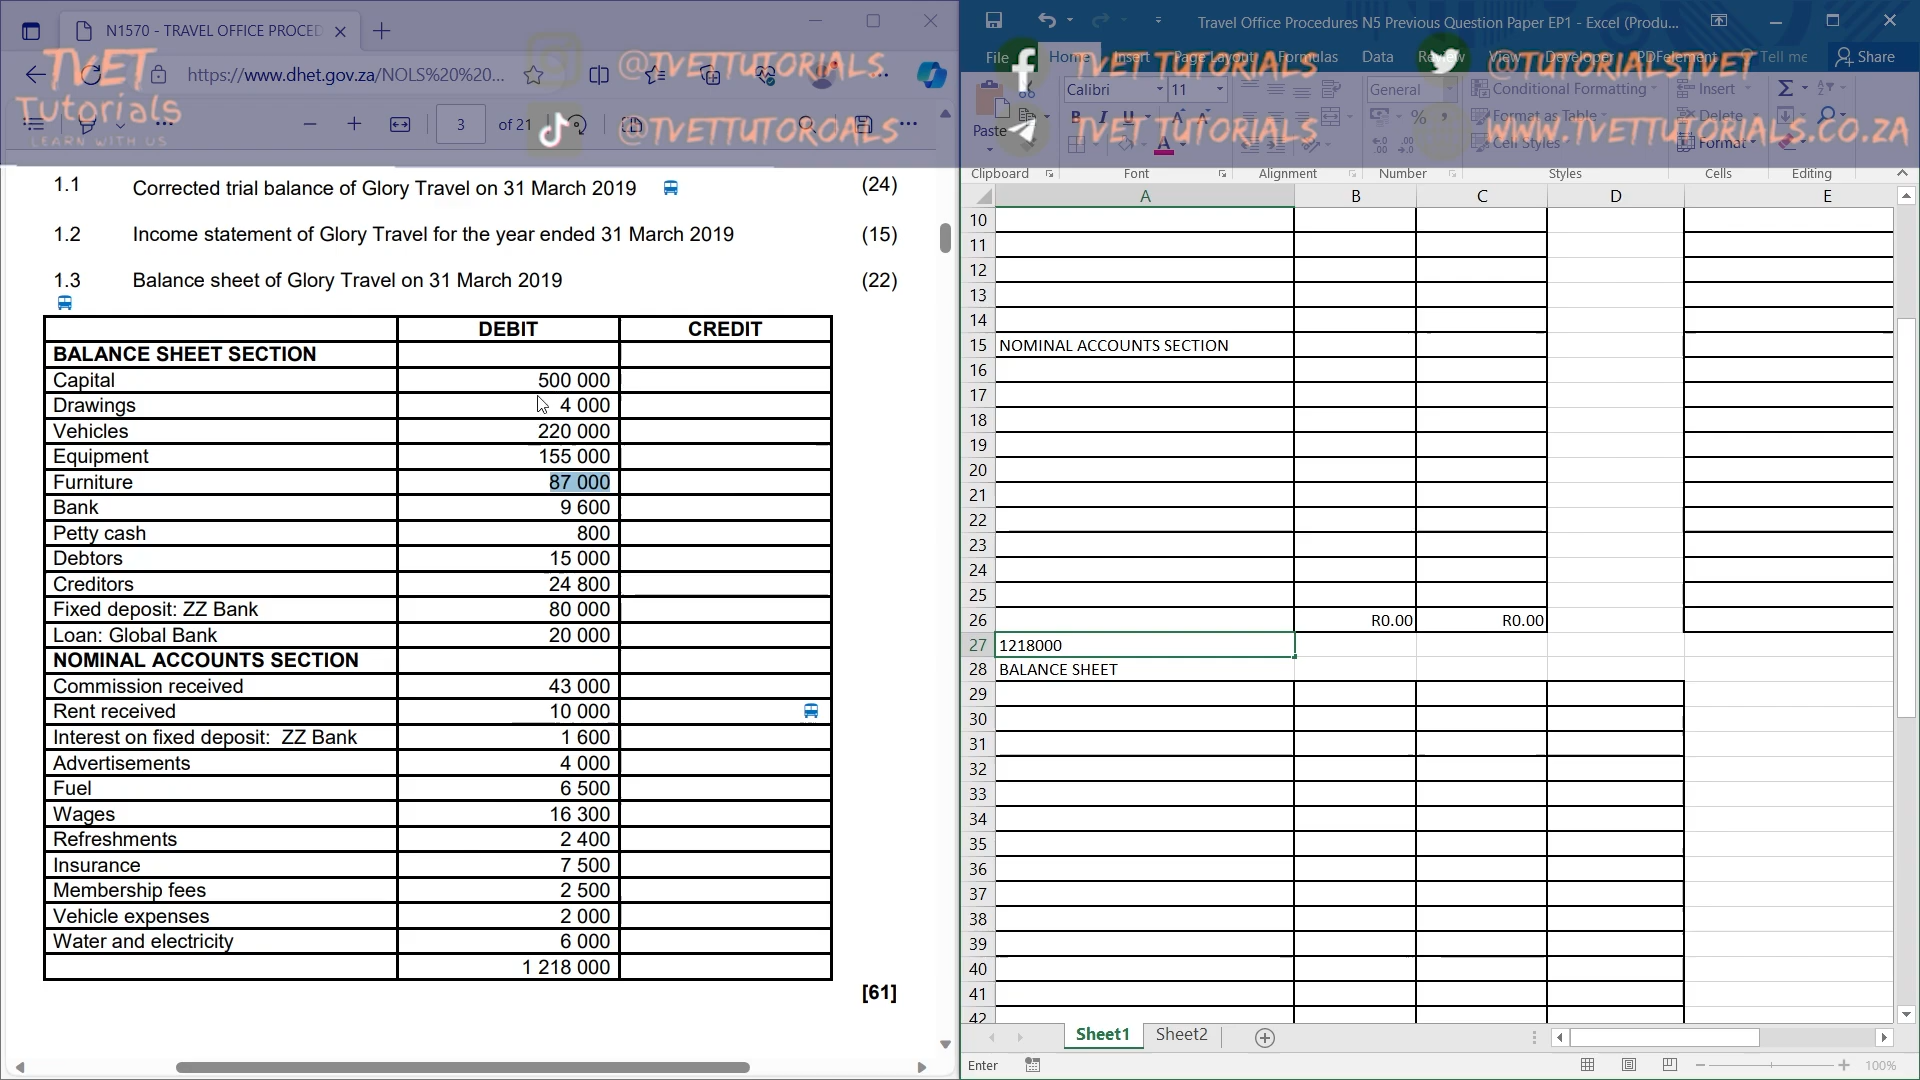 N1570 - TRAVEL OFFICE PROCED
https://www.dhet.gov.za/NOLS%20%20...
3 of 21
TVET
Tutorials
LEARN WITH US
@TVETTUTORIALS
@TVETTUTOROALS
1.1 Corrected trial balance of Glory Travel on 31 March 2019 (24)
1.2 Income statement of Glory Travel for the year ended 31 March 2019 (15)
1.3 Balance sheet of Glory Travel on 31 March 2019 (22)
DEBIT CREDIT
BALANCE SHEET SECTION
Capital 500 000
Drawings 4 000
Vehicles 220 000
Equipment 155 000
Furniture 87 000
Bank 9 600
Petty cash 800
Debtors 15 000
Creditors 24 800
Fixed deposit: ZZ Bank 80 000
Loan: Global Bank 20 000
NOMINAL ACCOUNTS SECTION
Commission received 43 000
Rent received 10 000
Interest on fixed deposit: ZZ Bank 1 600
Advertisements 4 000
Fuel 6 500
Wages 16 300
Refreshments 2 400
Insurance 7 500
Membership fees 2 500
Vehicle expenses 2 000
Water and electricity 6 000
1 218 000
[61]
Travel Office Procedures N5 Previous Question Paper EP1 - Excel (Produ...
File Home Insert Page Layout Formulas Data Review View Developer PDFelement Tell me Share
TVET TUTORIALS @TUTORIALSTVET
Calibri 11 General Conditional Formatting Insert
Paste Format as Table Delete
TVET TUTORIALS WWW.TVETTUTORIALS.CO.ZA
Cell Styles Format
Clipboard Font Alignment Number Styles Cells Editing
A B C D E
10
11
12
13
14
15 NOMINAL ACCOUNTS SECTION
16
17
18
19
20
21
22
23
24
25
26 R0.00 R0.00
27 1218000
28 BALANCE SHEET
29
30
31
32
33
34
35
36
37
38
39
40
41
42
Sheet1 Sheet2
Enter 100%